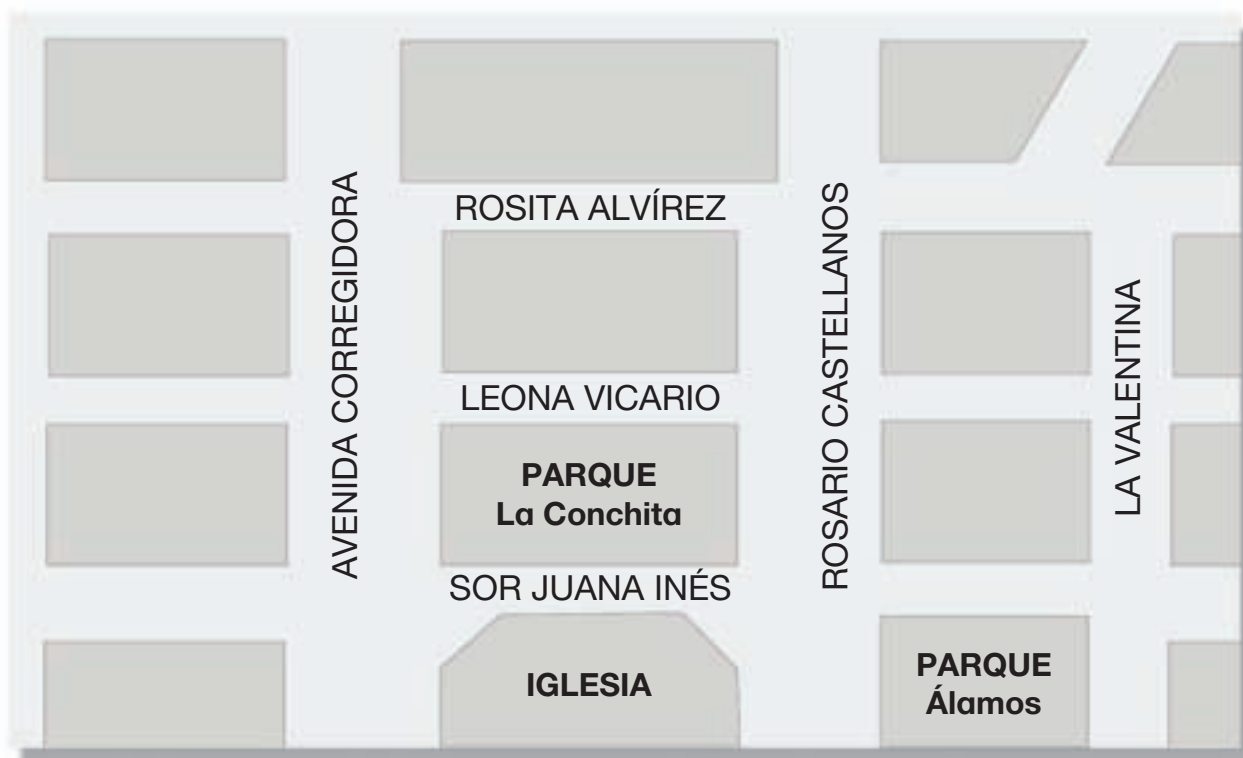 AVENIDA CORREGIDORA
ROSITA ALVÍREZ
LEONA VICARIO
PARQUE
La Conchita
SOR JUANA INÉS
IGLESIA
ROSARIO CASTELLANOS
LA VALENTINA
PARQUE
Álamos